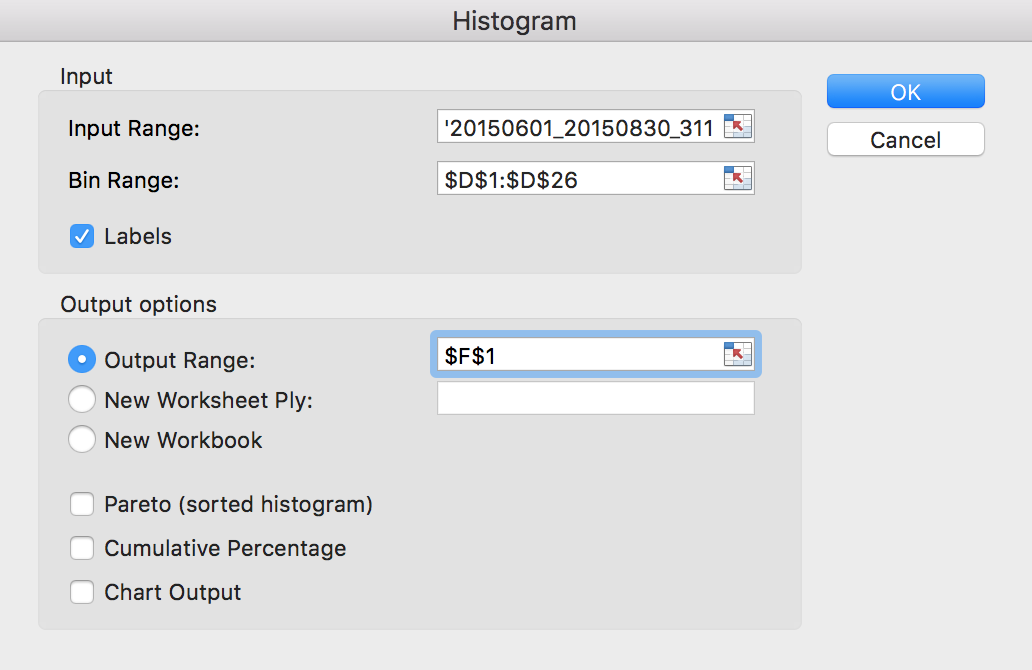 Histogram
Input
OK
Input Range: '20150601_20150830_311
Cancel
Bin Range: $D$1:$D$26
Labels
Output options
Output Range: $F$1
New Worksheet Ply:
New Workbook
Pareto (sorted histogram)
Cumulative Percentage
Chart Output